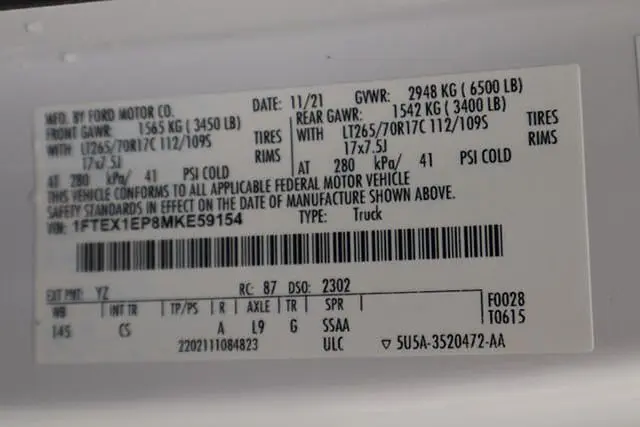 MFD. BY FORD MOTOR CO.
DATE: 11/21 GVWR: 2948 KG ( 6500 LB)
FRONT GAWR: 1565 KG ( 3450 LB)
REAR GAWR: 1542 KG ( 3400 LB)
WITH LT265/70R17C 112/109S TIRES
WITH LT265/70R17C 112/109S TIRES
17x7.5J RIMS
17x7.5J RIMS
AT 280 kPa/ 41 PSI COLD
AT 280 kPa/ 41 PSI COLD
THIS VEHICLE CONFORMS TO ALL APPLICABLE FEDERAL MOTOR VEHICLE
SAFETY STANDARDS IN EFFECT ON THE DATE OF MANUFACTURE SHOWN ABOVE.
VIN: 1FTEX1EP8MKE59154 TYPE: Truck
EXT PNT: YZ RC: 87 DSO: 2302
WB INT TR TP/PS R AXLE TR SPR F0028
145 CS A L9 G SSAA T0615
2202111084823 ULC ▽ 5U5A-3520472-AA